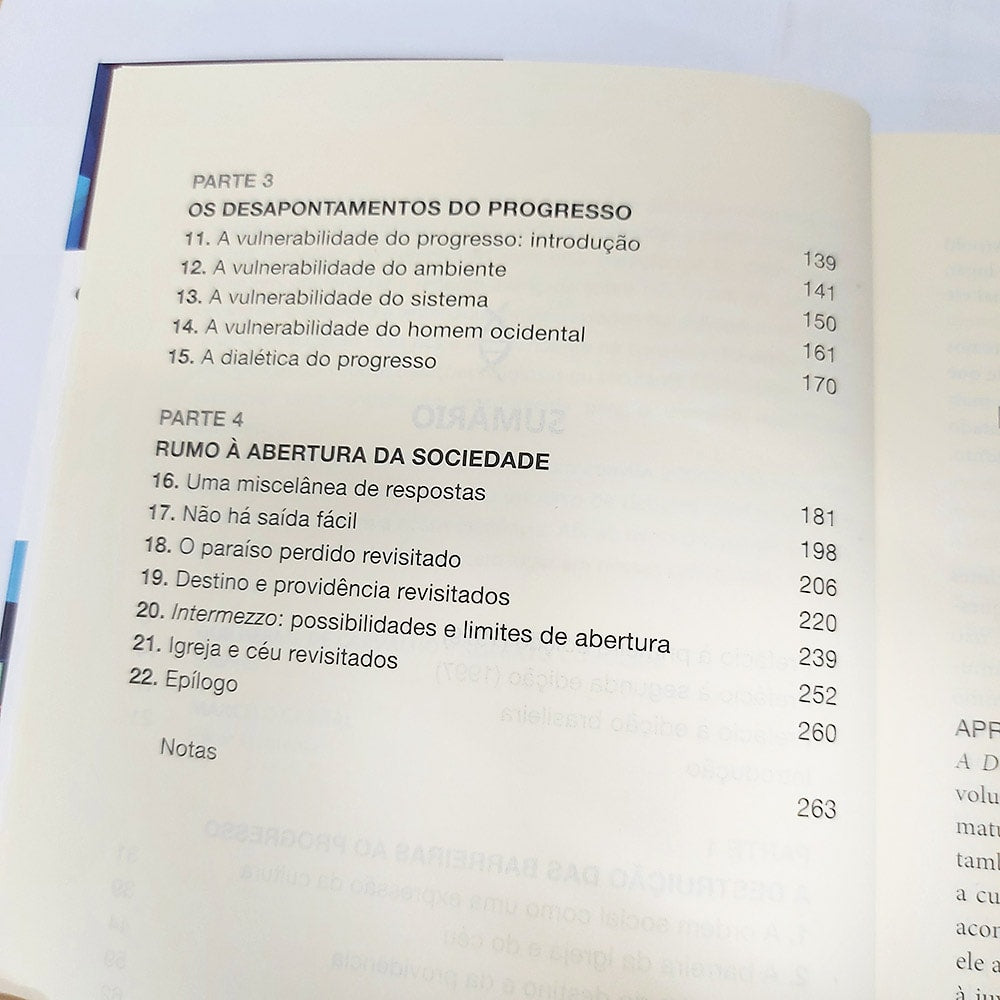 PARTE 3
OS DESAPONTAMENTOS DO PROGRESSO
11. A vulnerabilidade do progresso: introdução 139
12. A vulnerabilidade do ambiente 141
13. A vulnerabilidade do sistema 150
14. A vulnerabilidade do homem ocidental 161
15. A dialética do progresso 170
PARTE 4
RUMO À ABERTURA DA SOCIEDADE
16. Uma miscelânea de respostas 181
17. Não há saída fácil 198
18. O paraíso perdido revisitado 206
19. Destino e providência revisitados 220
20. Intermezzo: possibilidades e limites de abertura 239
21. Igreja e céu revisitados 252
22. Epílogo 260
Notas 263
SUMÁRIO
A D
a cu
ele a